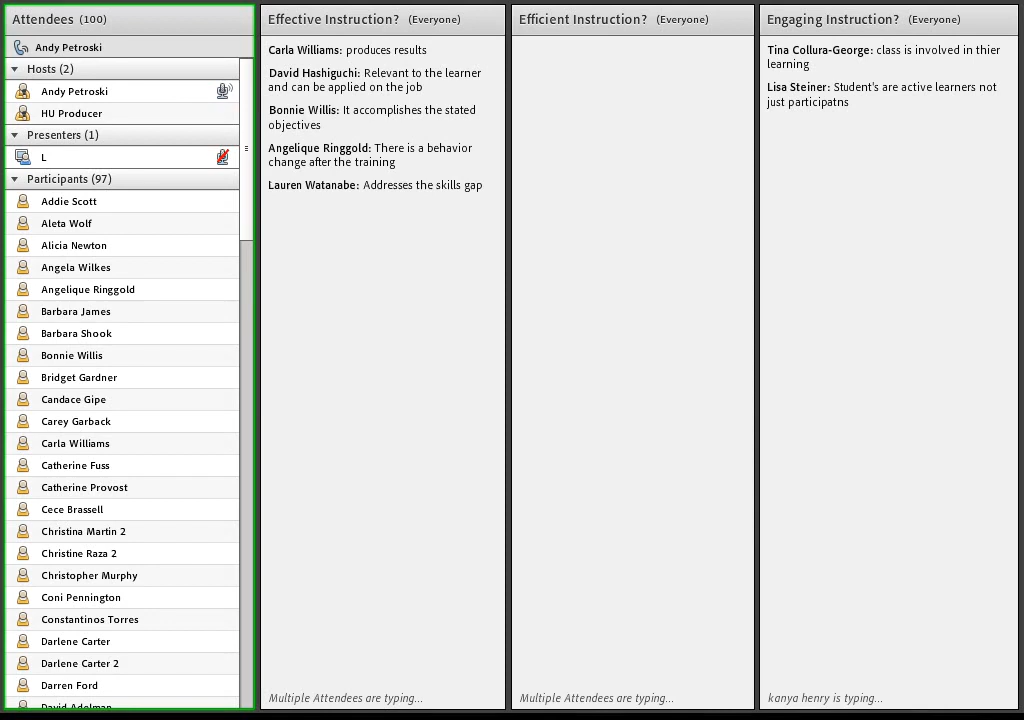 Attendees (100)
Andy Petroski
Hosts (2)
Andy Petroski
HU Producer
Presenters (1)
L
Participants (97)
Addie Scott
Aleta Wolf
Alicia Newton
Angela Wilkes
Angelique Ringgold
Barbara James
Barbara Shook
Bonnie Willis
Bridget Gardner
Candace Gipe
Carey Garback
Carla Williams
Catherine Fuss
Catherine Provost
Cece Brassell
Christina Martin 2
Christine Raza 2
Christopher Murphy
Coni Pennington
Constantinos Torres
Darlene Carter
Darlene Carter 2
Darren Ford
David Adelman
Effective Instruction? (Everyone)
Carla Williams: produces results
David Hashiguchi: Relevant to the learner
and can be applied on the job
Bonnie Willis: It accomplishes the stated
objectives
Angelique Ringgold: There is a behavior
change after the training
Lauren Watanabe: Addresses the skills gap
Multiple Attendees are typing...
Efficient Instruction? (Everyone)
Multiple Attendees are typing...
Engaging Instruction? (Everyone)
Tina Collura-George: class is involved in thier
learning
Lisa Steiner: Student's are active learners not
just participatns
kanya henry is typing...